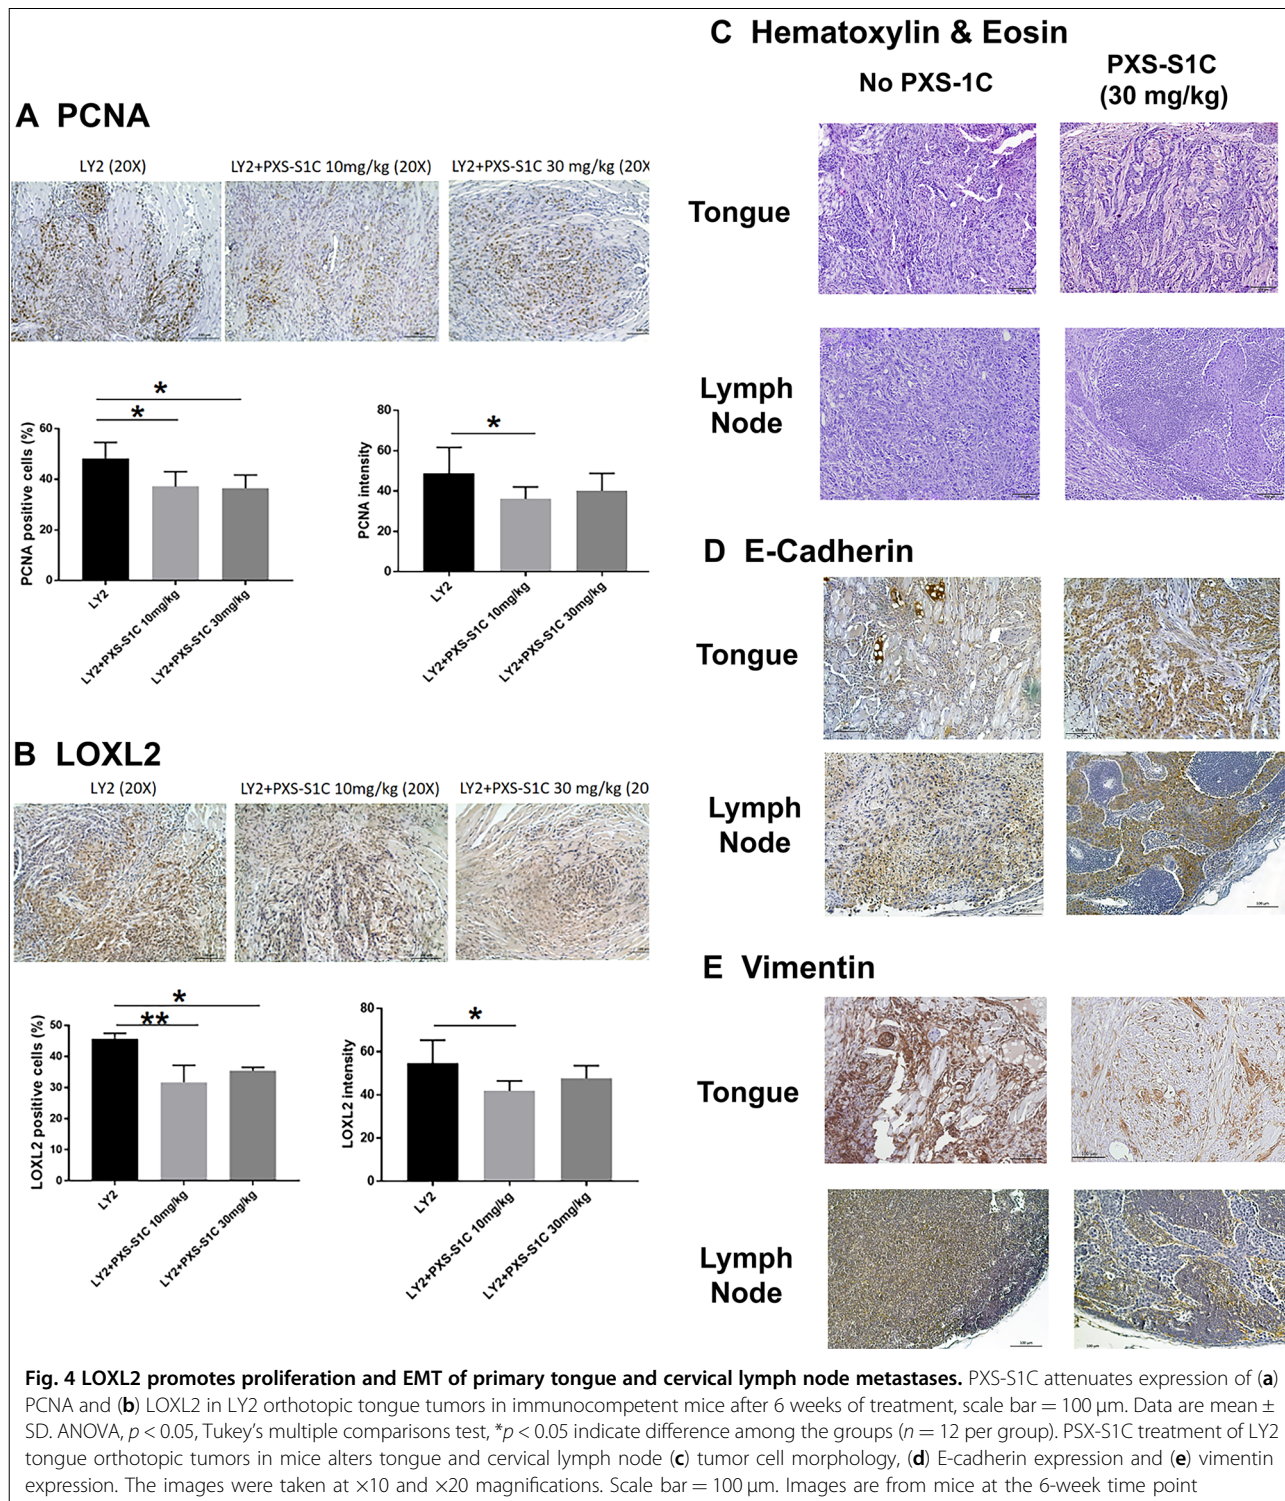 A PCNA
LY2 (20X)
LY2+PXS-S1C 10mg/kg (20X)
LY2+PXS-S1C 30 mg/kg (20X
PCNA positive cells (%)
60
40
20
0
*
*
LY2
LY2+PXS-S1C 10mg/kg
LY2+PXS-S1C 30mg/kg
PCNA intensity
80
60
40
20
0
*
LY2
LY2+PXS-S1C 10mg/kg
LY2+PXS-S1C 30mg/kg
B LOXL2
LY2 (20X)
LY2+PXS-S1C 10mg/kg (20X)
LY2+PXS-S1C 30 mg/kg (20
LOXL2 positive cells (%)
50
40
30
20
10
0
*
**
LY2
LY2+PXS-S1C 10mg/kg
LY2+PXS-S1C 30mg/kg
LOXL2 intensity
80
60
40
20
0
*
LY2
LY2+PXS-S1C 10mg/kg
LY2+PXS-S1C 30mg/kg
C Hematoxylin & Eosin
No PXS-1C
PXS-S1C
(30 mg/kg)
Tongue
Lymph
Node
D E-Cadherin
Tongue
Lymph
Node
100 µm
E Vimentin
Tongue
100 µm
Lymph
Node
100 µm
100 µm
Fig. 4 LOXL2 promotes proliferation and EMT of primary tongue and cervical lymph node metastases. PXS-S1C attenuates expression of (a)
PCNA and (b) LOXL2 in LY2 orthotopic tongue tumors in immunocompetent mice after 6 weeks of treatment, scale bar = 100 µm. Data are mean ±
SD. ANOVA, p < 0.05, Tukey's multiple comparisons test, *p < 0.05 indicate difference among the groups (n = 12 per group). PSX-S1C treatment of LY2
tongue orthotopic tumors in mice alters tongue and cervical lymph node (c) tumor cell morphology, (d) E-cadherin expression and (e) vimentin
expression. The images were taken at ×10 and ×20 magnifications. Scale bar = 100 µm. Images are from mice at the 6-week time point